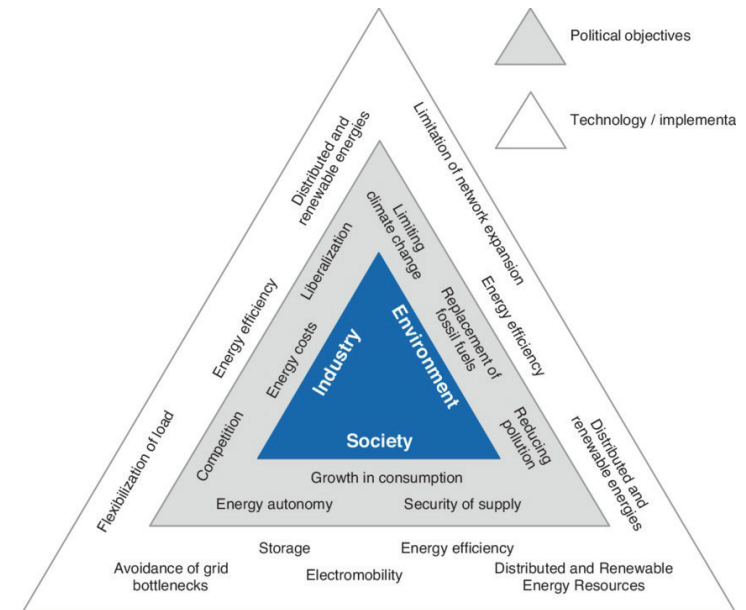 Political objectives
Technology / implementa
Distributed and
renewable energies
Limitation of network expansion
Liberalization
Limiting
climate change
Energy efficiency
Energy costs
Industry
Environment
Replacement of
fossil fuels
Energy efficiency
Flexibilization of load
Competition
Society
Reducing
pollution
Distributed and
renewable energies
Growth in consumption
Energy autonomy
Security of supply
Storage
Energy efficiency
Avoidance of grid
bottlenecks
Electromobility
Distributed and Renewable
Energy Resources